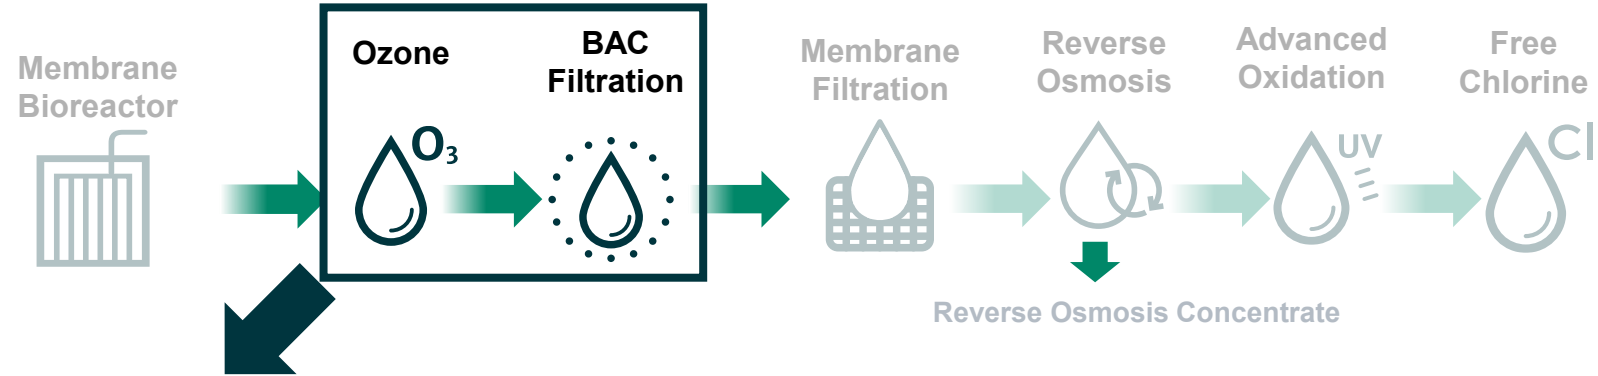 Membrane
Bioreactor
Ozone
O₃
BAC
Filtration
Membrane
Filtration
Reverse
Osmosis
Reverse Osmosis Concentrate
Advanced
Oxidation
UV
Free
Chlorine
Cl